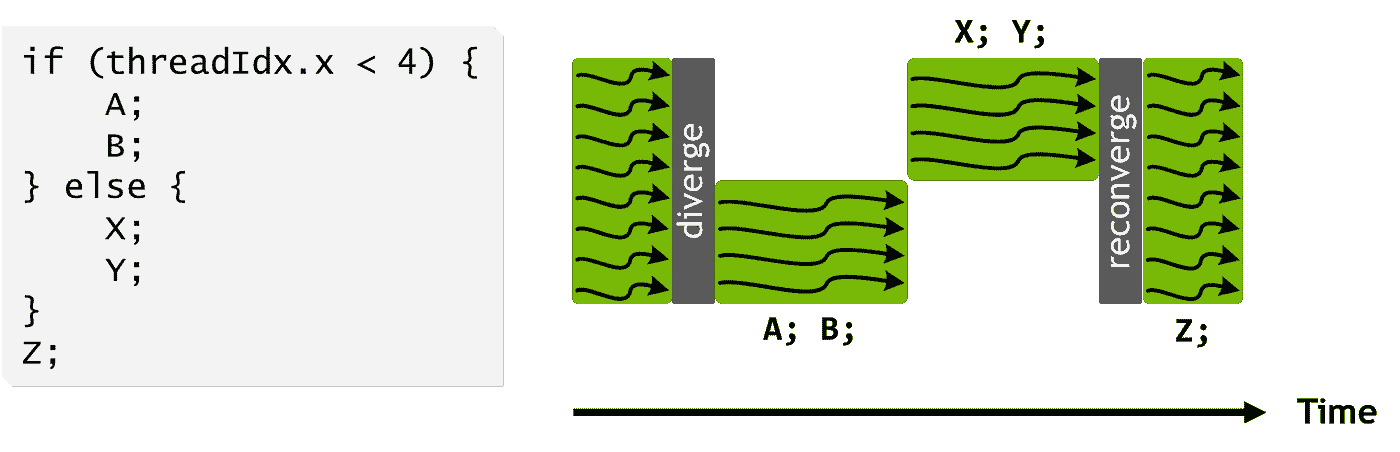 if (threadIdx.x < 4) {
    A;
    B;
} else {
    X;
    Y;
}
Z;
diverge
A; B;
X; Y;
reconverge
Z;
Time